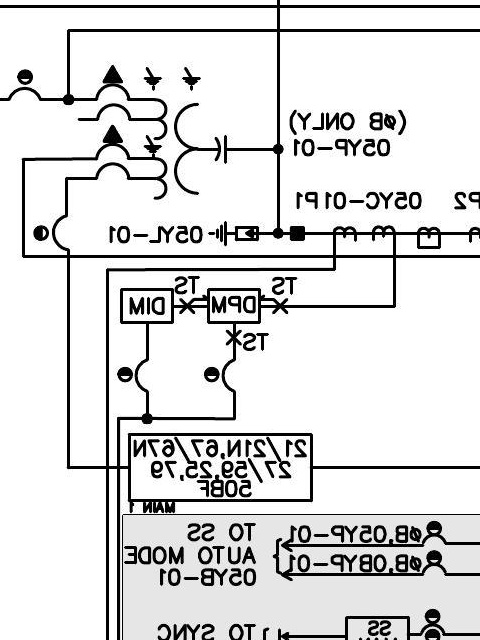 (øB ONLY)
05YP-01
05YC-01
P1
P2
05YL-01
TS
TS
DIM
DPM
TS
21/21N,67/67N
27/59,25,79
50BF
MAIN 1
TO SS
AUTO MODE
05YB-01
øB,05YP-01
øB,0BYP-01
TO SYNC
SS